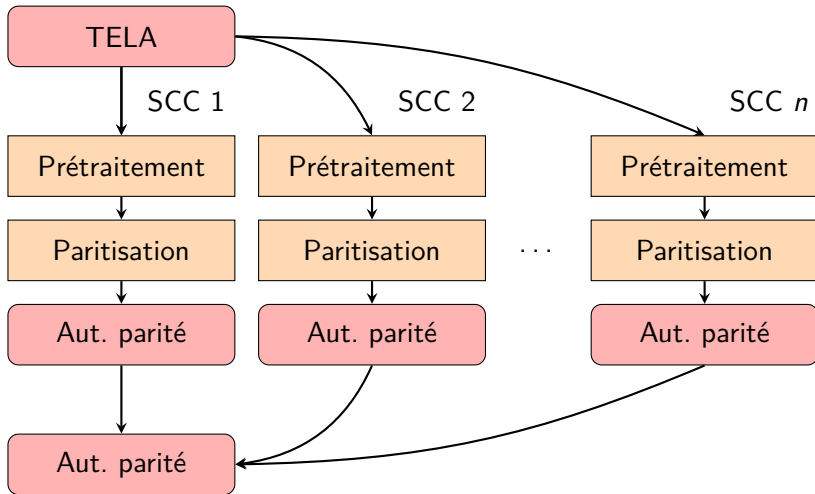 TELA
SCC 1
SCC 2
SCC n
Prétraitement
Prétraitement
Prétraitement
Paritisation
Paritisation
...
Paritisation
Aut. parité
Aut. parité
Aut. parité
Aut. parité